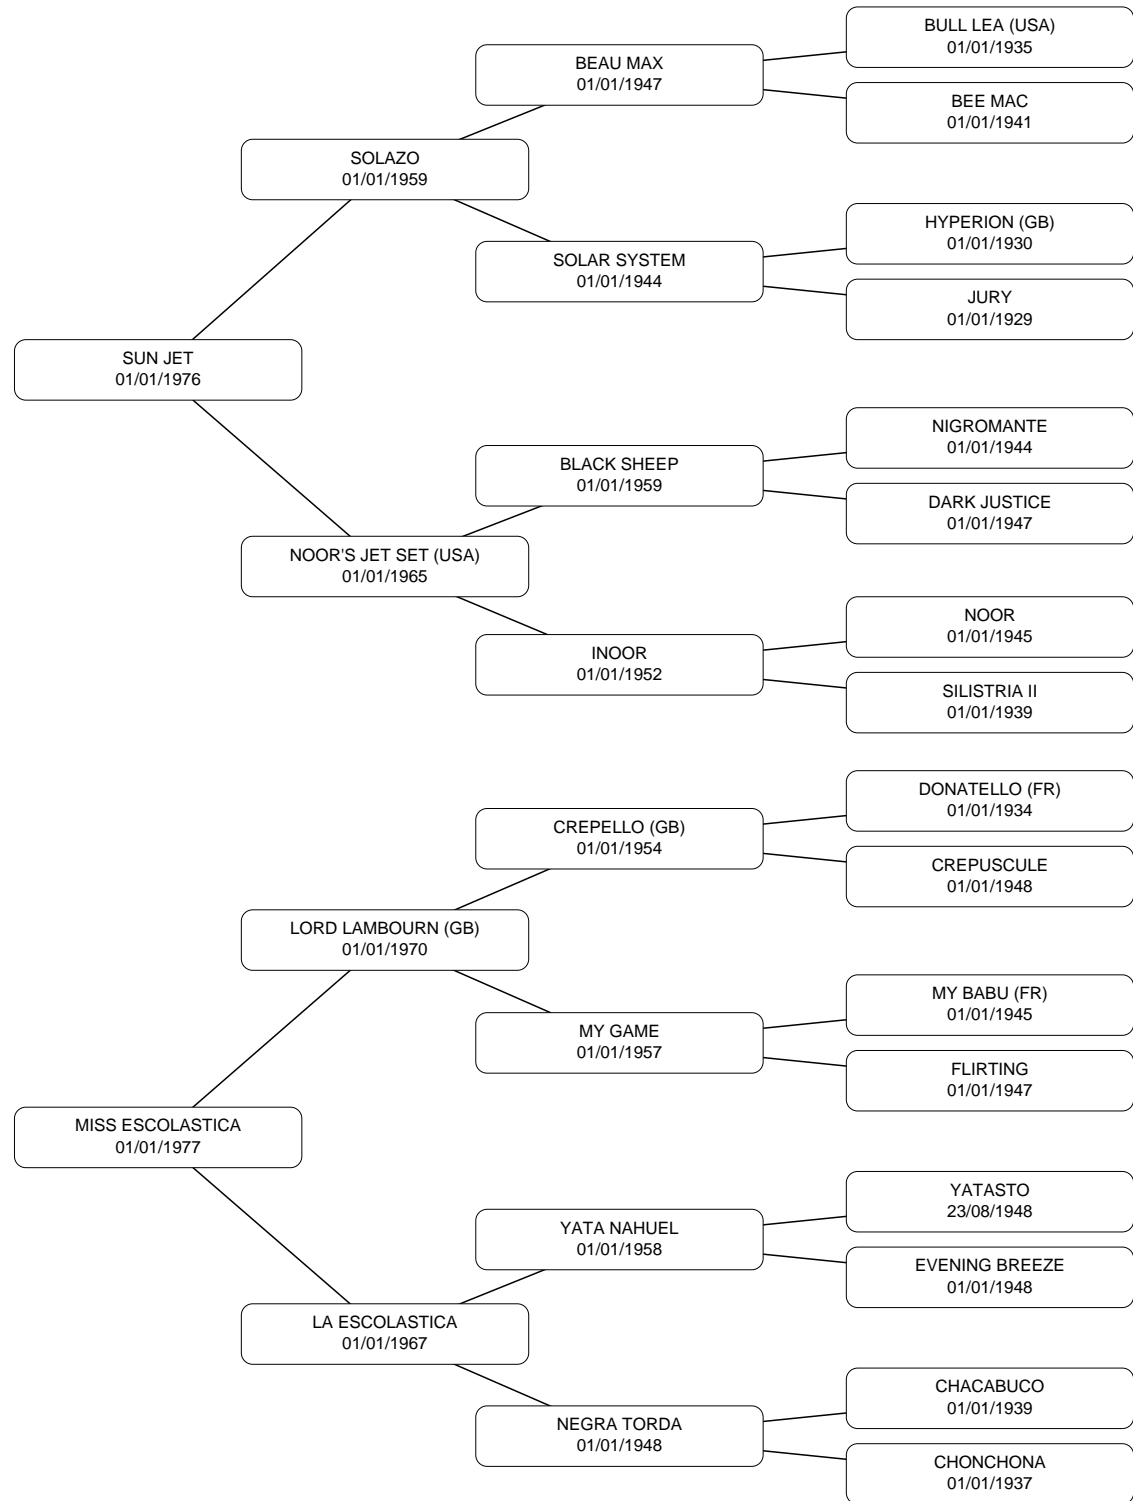 BULL LEA (USA)
01/01/1935
BEAU MAX
01/01/1947
BEE MAC
01/01/1941
SOLAZO
01/01/1959
HYPERION (GB)
01/01/1930
SOLAR SYSTEM
01/01/1944
JURY
01/01/1929
SUN JET
01/01/1976
NIGROMANTE
01/01/1944
BLACK SHEEP
01/01/1959
DARK JUSTICE
01/01/1947
NOOR'S JET SET (USA)
01/01/1965
NOOR
01/01/1945
INOOR
01/01/1952
SILISTRIA II
01/01/1939
DONATELLO (FR)
01/01/1934
CREPELLO (GB)
01/01/1954
CREPUSCULE
01/01/1948
LORD LAMBOURN (GB)
01/01/1970
MY BABU (FR)
01/01/1945
MY GAME
01/01/1957
FLIRTING
01/01/1947
MISS ESCOLASTICA
01/01/1977
YATASTO
23/08/1948
YATA NAHUEL
01/01/1958
EVENING BREEZE
01/01/1948
LA ESCOLASTICA
01/01/1967
CHACABUCO
01/01/1939
NEGRA TORDA
01/01/1948
CHONCHONA
01/01/1937